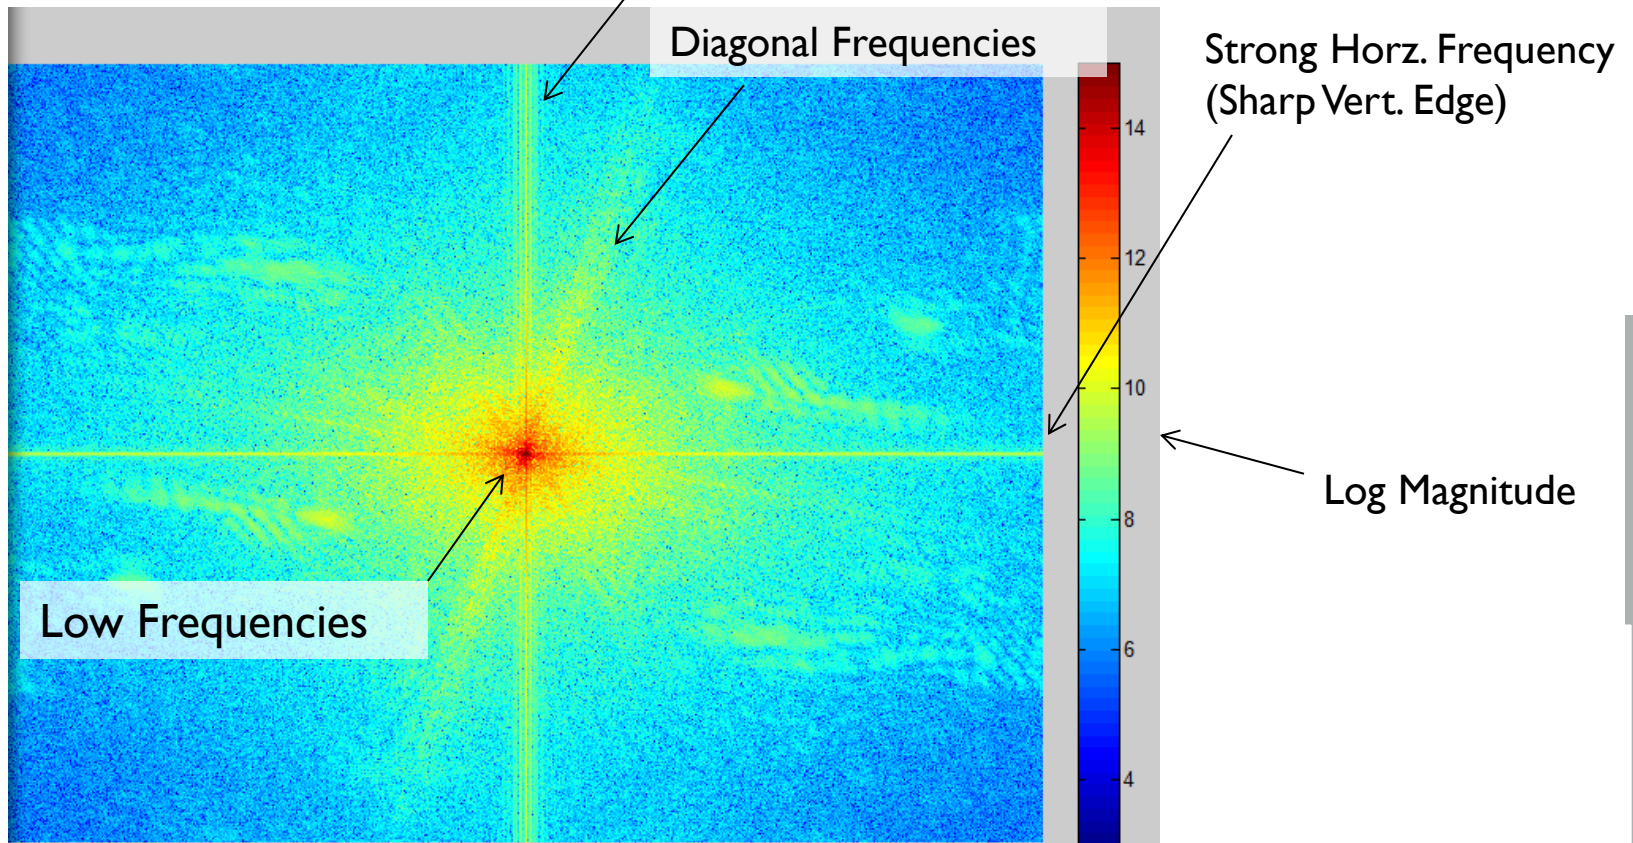 Diagonal Frequencies
Strong Horz. Frequency
(Sharp Vert. Edge)
14
12
10
8
6
4
Log Magnitude
Low Frequencies